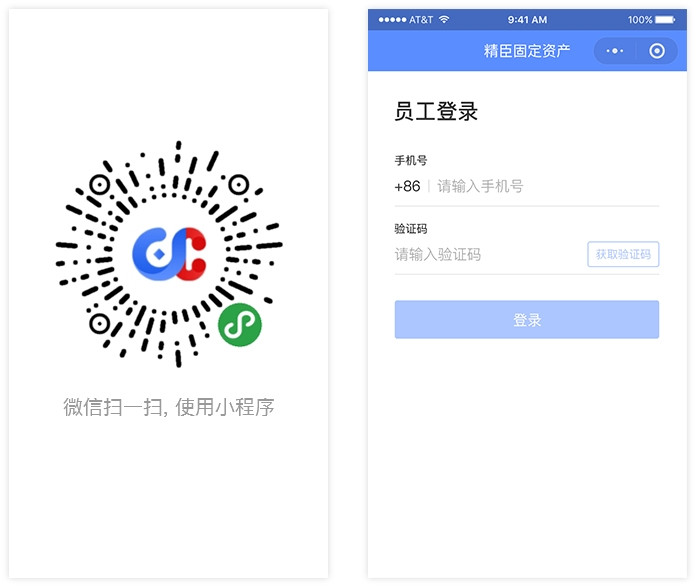 微信扫一扫, 使用小程序
AT&T
9:41 AM
100%
精臣固定资产
员工登录
手机号
+86 请输入手机号
验证码
请输入验证码 获取验证码
登录